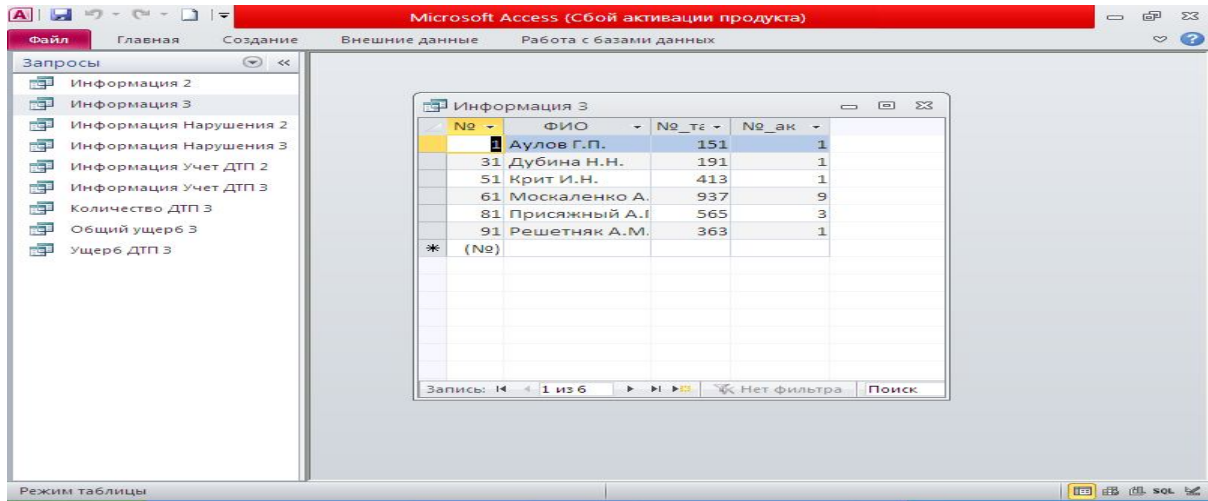 Microsoft Access (Сбой активации продукта)
Файл Главная Создание Внешние данные Работа с базами данных
Запросы
Информация 2
Информация 3
Информация Нарушения 2
Информация Нарушения 3
Информация Учет ДТП 2
Информация Учет ДТП 3
Количество ДТП 3
Общий ущерб 3
Ущерб ДТП 3
Информация 3
№ ФИО №_та №_ак
1 Аулов Г.П. 151 1
31 Дубина Н.Н. 191 1
51 Крит И.Н. 413 1
61 Москаленко А. 937 9
81 Присяжный А.Г 565 3
91 Решетняк А.М. 363 1
(№)
Запись: 1 из 6 Нет фильтра Поиск
Режим таблицы SQL